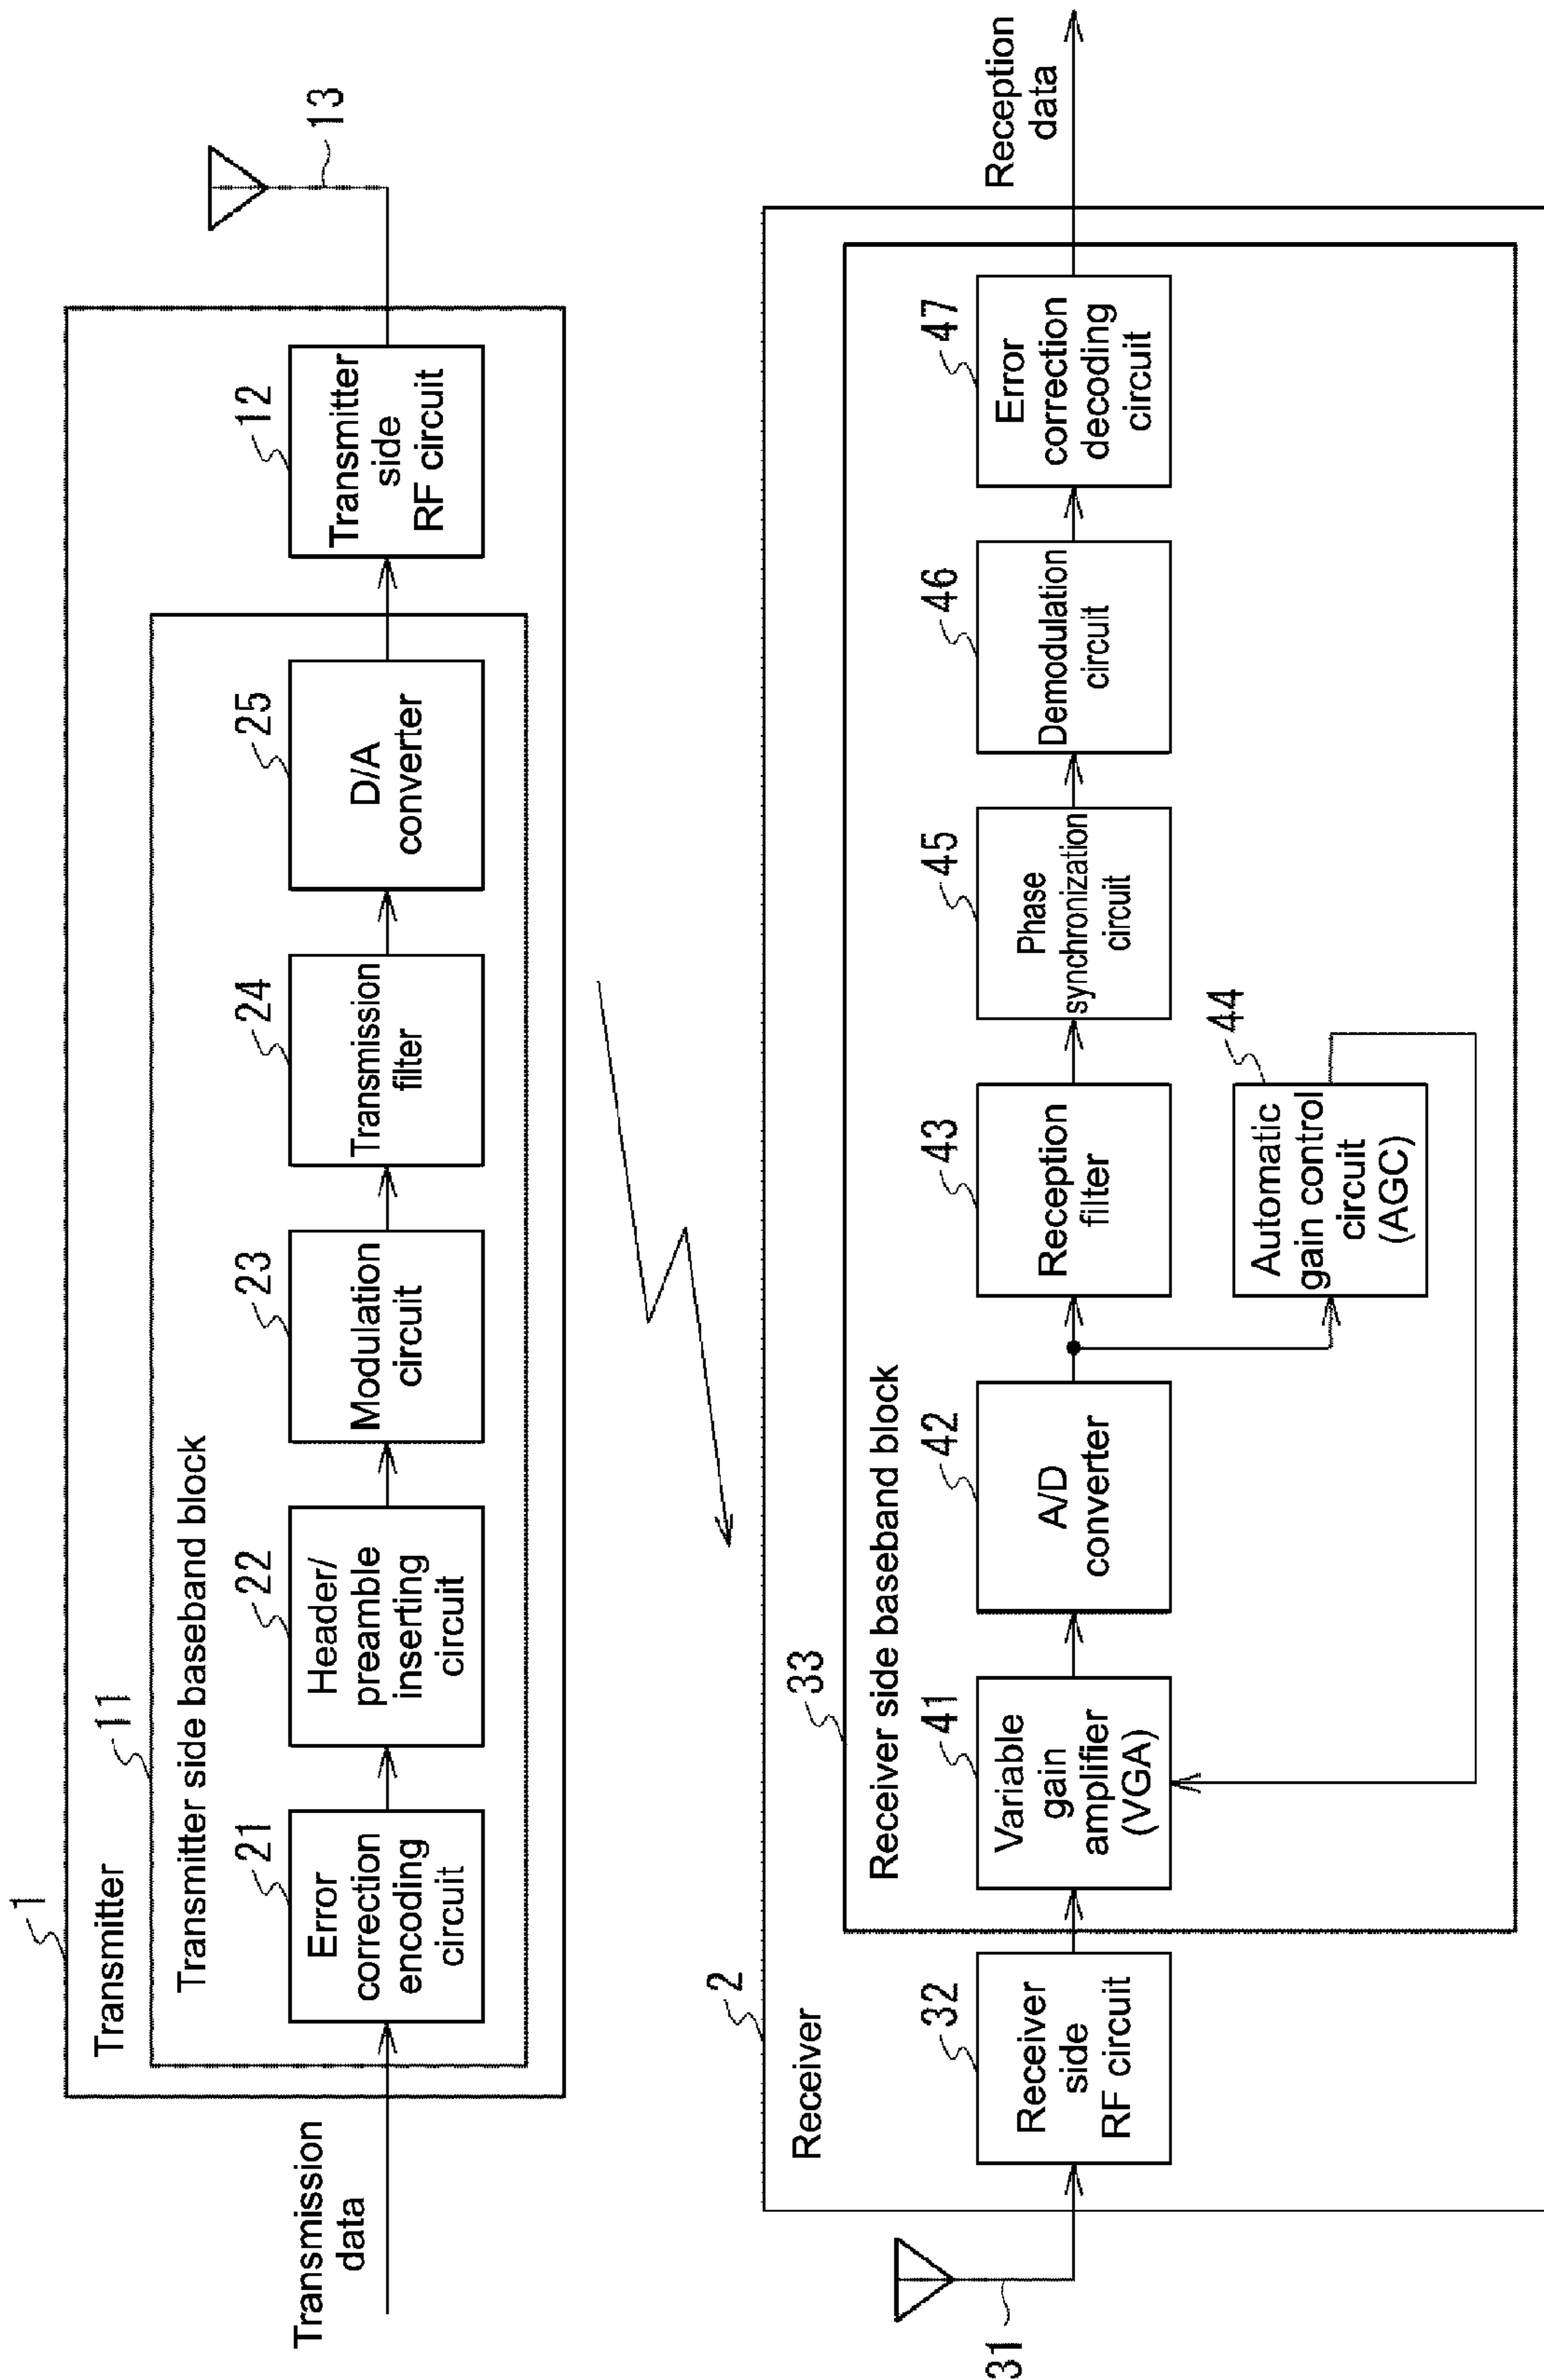 1
Transmitter
11
Transmitter side baseband block
Transmission
data
21
Error
correction
encoding
circuit
22
Header/
preamble
inserting
circuit
23
Modulation
circuit
24
Transmission
filter
25
D/A
converter
12
Transmitter
side
RF circuit
13
2
Receiver
31
32
Receiver
side
RF circuit
33
Receiver side baseband block
41
Variable
gain
amplifier
(VGA)
42
A/D
converter
43
Reception
filter
44
Automatic
gain control
circuit
(AGC)
45
Phase
synchronization
circuit
46
Demodulation
circuit
47
Error
correction
decoding
circuit
Reception
data